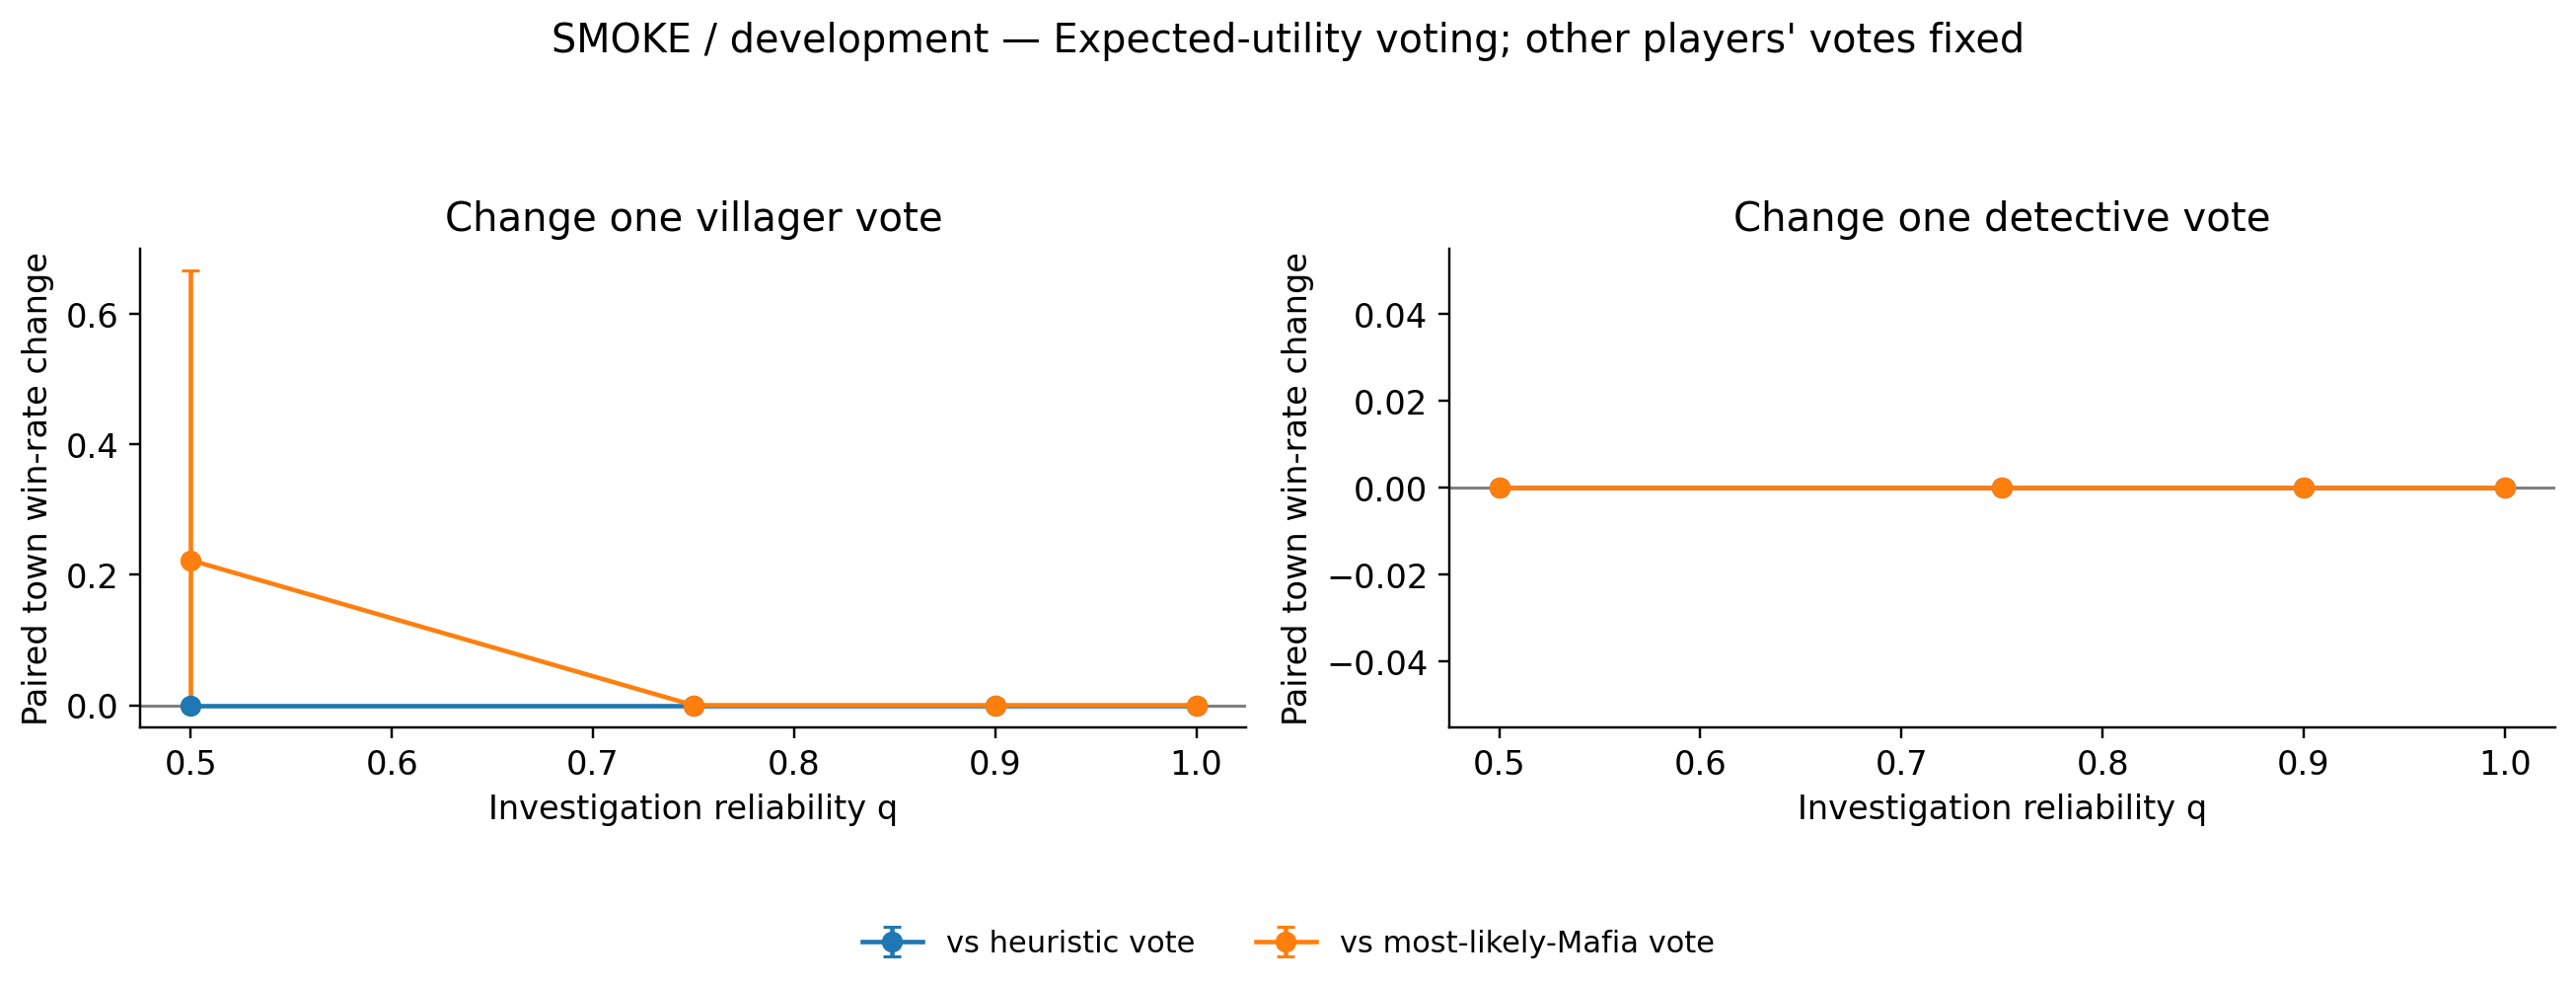 SMOKE / development — Expected-utility voting; other players' votes fixed
Change one villager vote
Paired town win-rate change
0.6
0.4
0.2
0.0
0.5 0.6 0.7 0.8 0.9 1.0
Investigation reliability q
Change one detective vote
Paired town win-rate change
0.04
0.02
0.00
−0.02
−0.04
0.5 0.6 0.7 0.8 0.9 1.0
Investigation reliability q
vs heuristic vote
vs most-likely-Mafia vote